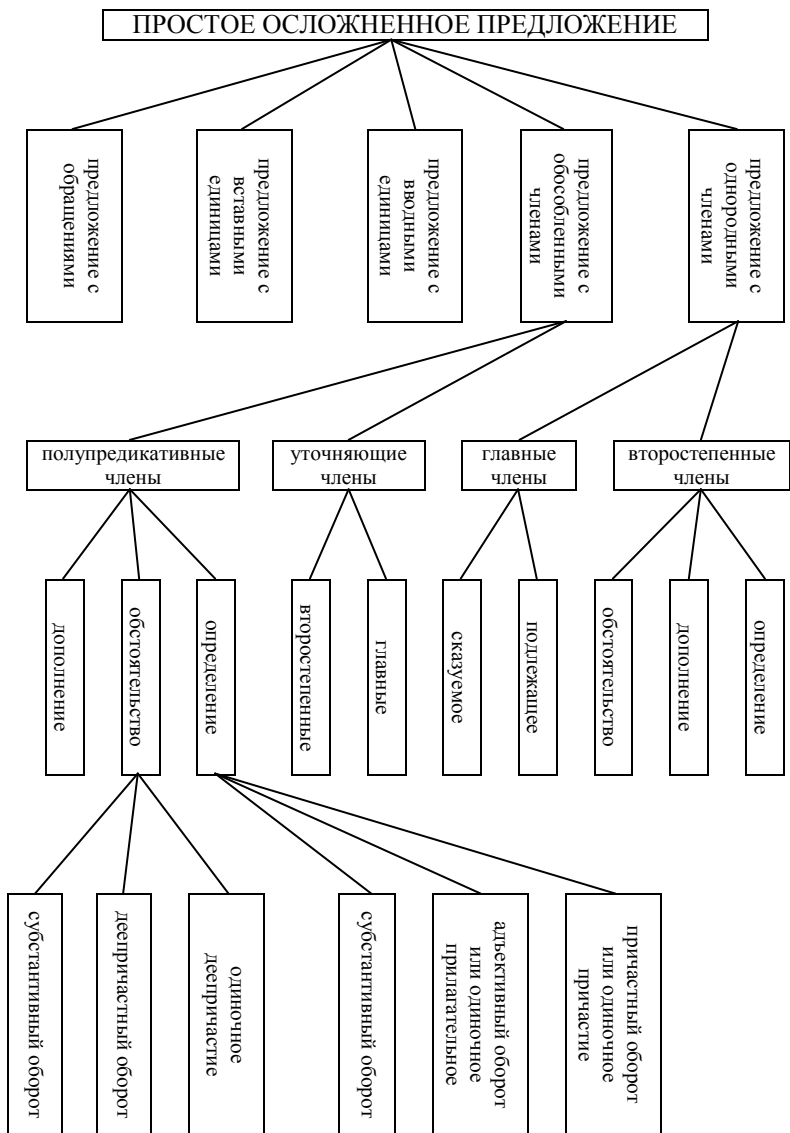 ПРОСТОЕ ОСЛОЖНЕННОЕ ПРЕДЛОЖЕНИЕ
предложение с
обращениями
предложение с
вставными
единицами
предложение с
вводными
единицами
предложение с
обособленными
членами
предложение с
однородными
членами
полупредикативные
члены
уточняющие
члены
главные
члены
второстепенные
члены
дополнение
обстоятельство
определение
второстепенные
главные
сказуемое
подлежащее
обстоятельство
дополнение
определение
субстантивный оборот
деепричастный оборот
одиночное
деепричастие
субстантивный оборот
адъективный оборот
или одиночное
прилагательное
причастный оборот
или одиночное
причастие